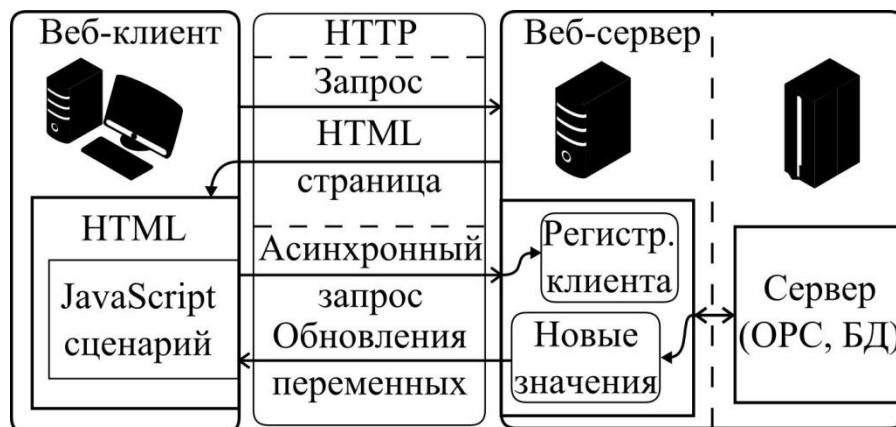 Веб-клиент
HTTP
Веб-сервер
Запрос
HTML
страница
HTML
JavaScript
сценарий
Асинхронный
запрос
Обновления
переменных
Регистр.
клиента
Новые
значения
Сервер
(OPC, БД)